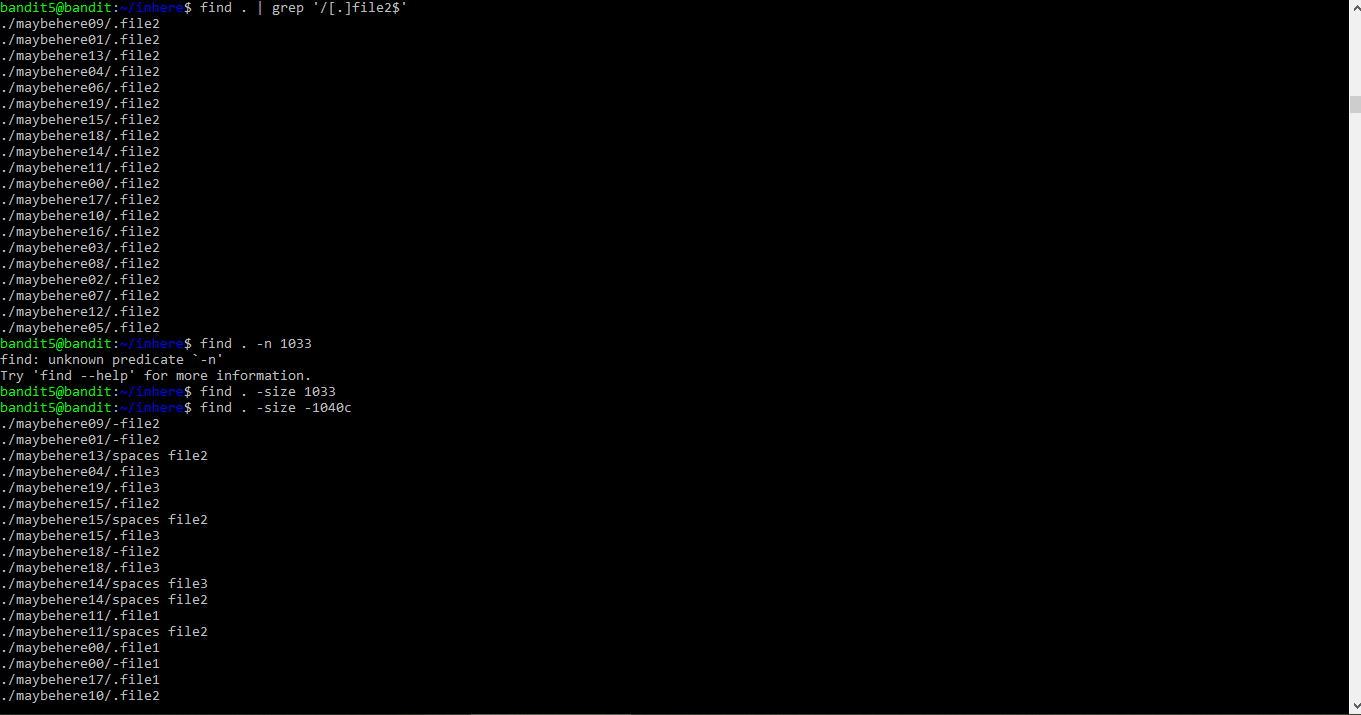 bandit5@bandit:~/inhere$ find . | grep '/[.]file2$'
./maybehere09/.file2
./maybehere01/.file2
./maybehere13/.file2
./maybehere04/.file2
./maybehere06/.file2
./maybehere19/.file2
./maybehere15/.file2
./maybehere18/.file2
./maybehere14/.file2
./maybehere11/.file2
./maybehere00/.file2
./maybehere17/.file2
./maybehere10/.file2
./maybehere16/.file2
./maybehere03/.file2
./maybehere08/.file2
./maybehere02/.file2
./maybehere07/.file2
./maybehere12/.file2
./maybehere05/.file2
bandit5@bandit:~/inhere$ find . -n 1033
find: unknown predicate `-n'
Try 'find --help' for more information.
bandit5@bandit:~/inhere$ find . -size 1033
bandit5@bandit:~/inhere$ find . -size -1040c
./maybehere09/-file2
./maybehere01/-file2
./maybehere13/spaces file2
./maybehere04/.file3
./maybehere19/.file3
./maybehere15/.file2
./maybehere15/spaces file2
./maybehere15/.file3
./maybehere18/-file2
./maybehere18/.file3
./maybehere14/spaces file3
./maybehere14/spaces file2
./maybehere11/.file1
./maybehere11/spaces file2
./maybehere00/.file1
./maybehere00/-file1
./maybehere17/.file1
./maybehere10/.file2